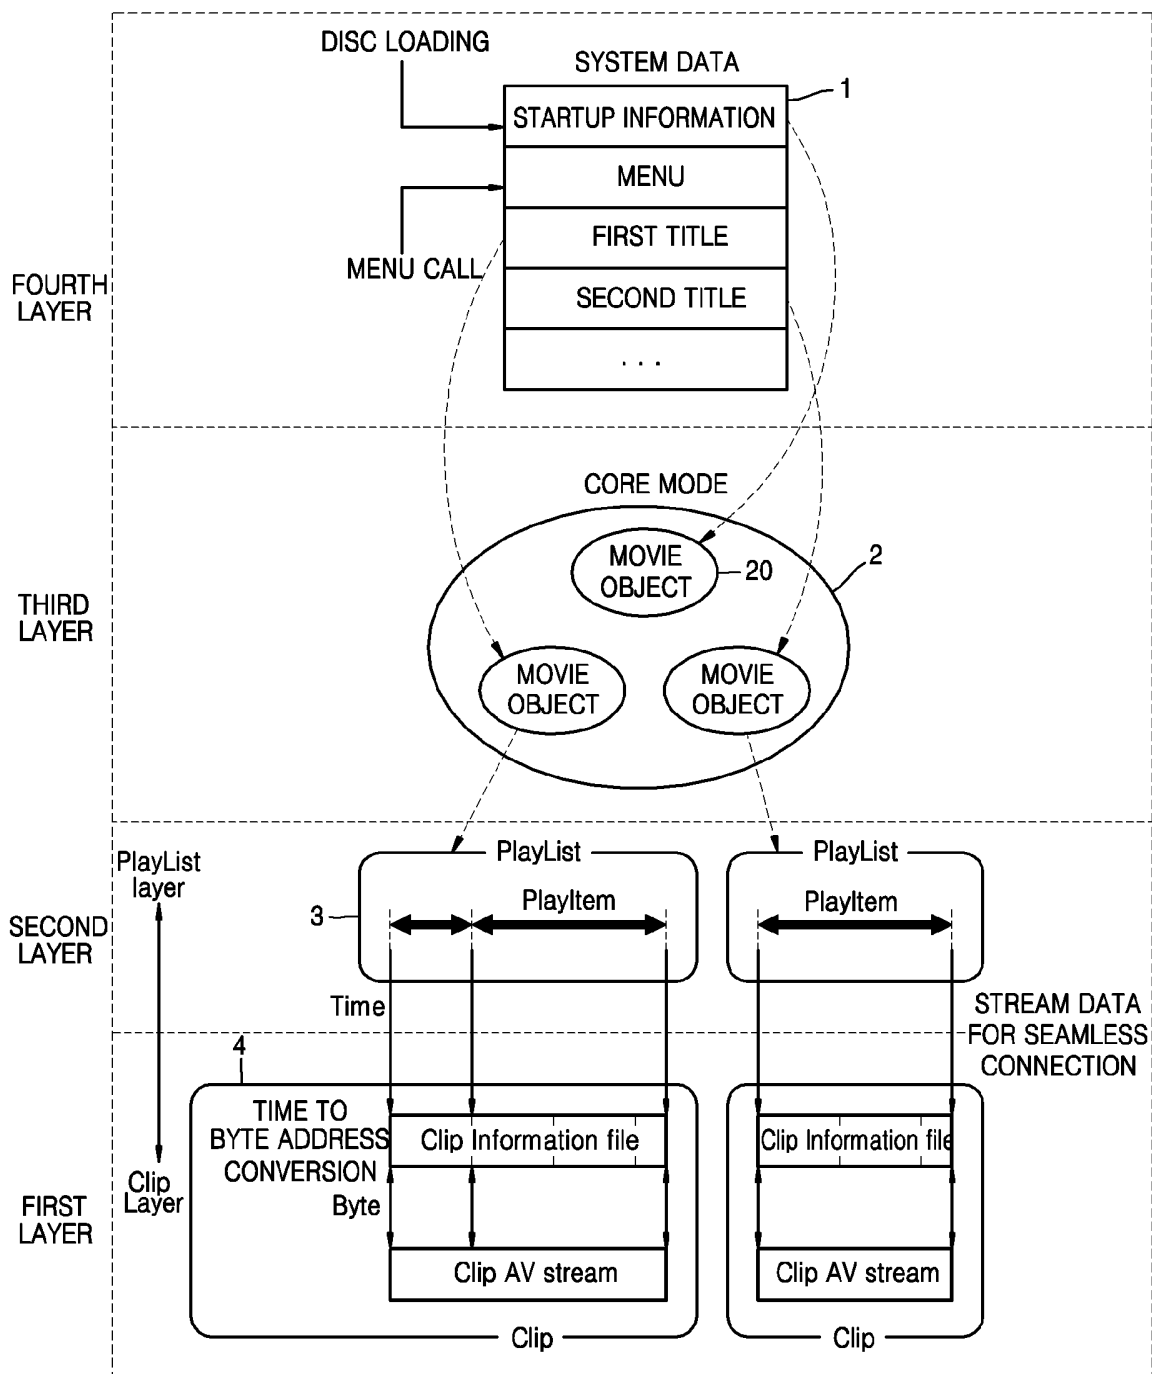 DISC LOADING
SYSTEM DATA
1
STARTUP INFORMATION
MENU
FIRST TITLE
MENU CALL
SECOND TITLE
. . .
FOURTH
LAYER
CORE MODE
MOVIE
OBJECT
20
2
THIRD
LAYER
MOVIE
OBJECT
MOVIE
OBJECT
PlayList
layer
PlayList
PlayList
3
PlayItem
PlayItem
SECOND
LAYER
Time
STREAM DATA
FOR SEAMLESS
CONNECTION
4
TIME TO
BYTE ADDRESS
CONVERSION
Clip Information file
Clip Information file
Clip
Layer
Byte
FIRST
LAYER
Clip AV stream
Clip AV stream
Clip
Clip